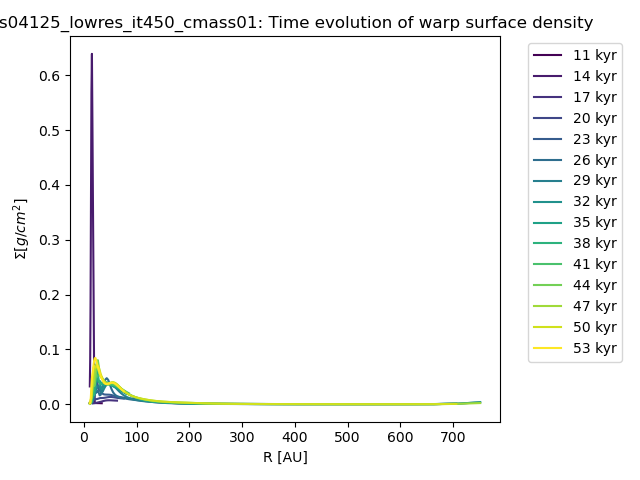 s04125_lowres_it450_cmass01: Time evolution of warp surface density
Σ[g/cm²]
0.6
0.5
0.4
0.3
0.2
0.1
0.0
0 100 200 300 400 500 600 700
R [AU]
11 kyr
14 kyr
17 kyr
20 kyr
23 kyr
26 kyr
29 kyr
32 kyr
35 kyr
38 kyr
41 kyr
44 kyr
47 kyr
50 kyr
53 kyr